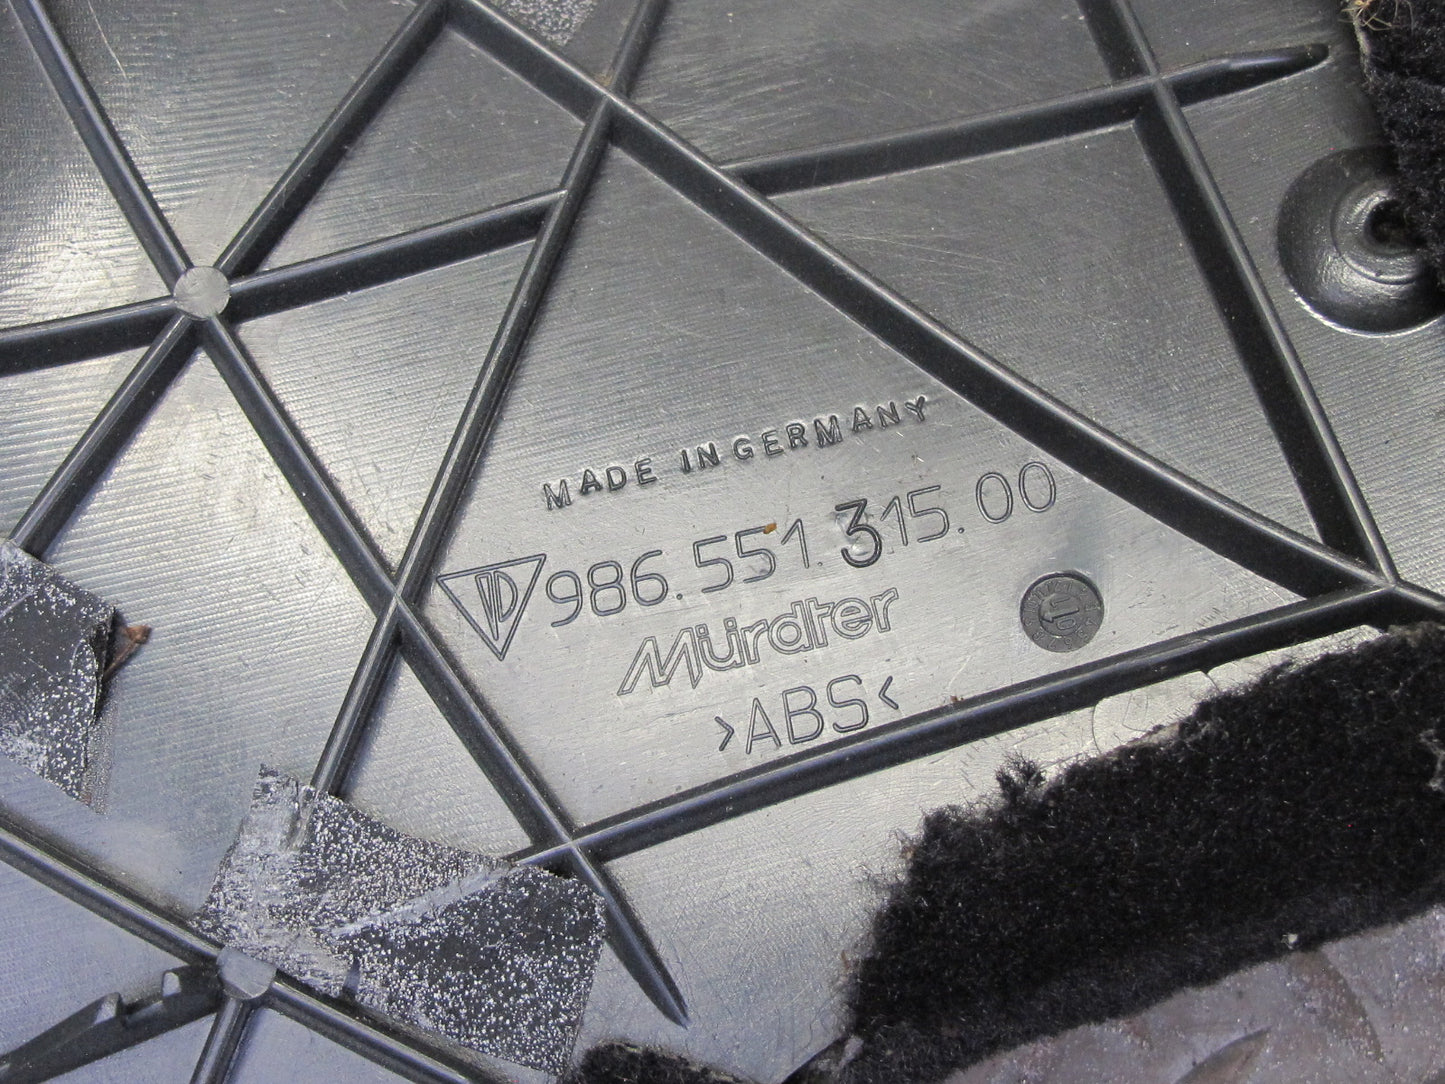 MADE IN GERMANY
986.551.315.00
Mürdter
>ABS<